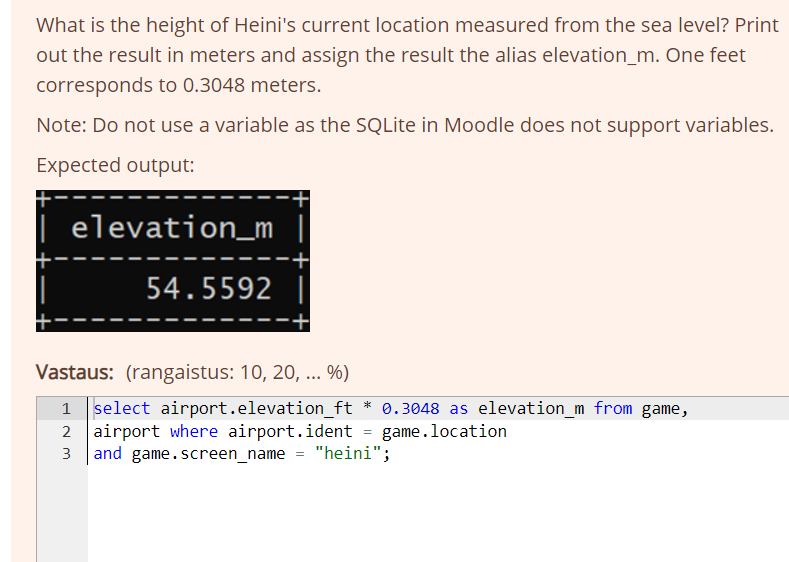 What is the height of Heini's current location measured from the sea level? Print
out the result in meters and assign the result the alias elevation_m. One feet
corresponds to 0.3048 meters.
Note: Do not use a variable as the SQLite in Moodle does not support variables.
Expected output:
+--------------+
| elevation_m |
+--------------+
| 54.5592 |
+--------------+
Vastaus: (rangaistus: 10, 20, ... %)
1 select airport.elevation_ft * 0.3048 as elevation_m from game,
2 airport where airport.ident = game.location
3 and game.screen_name = "heini";